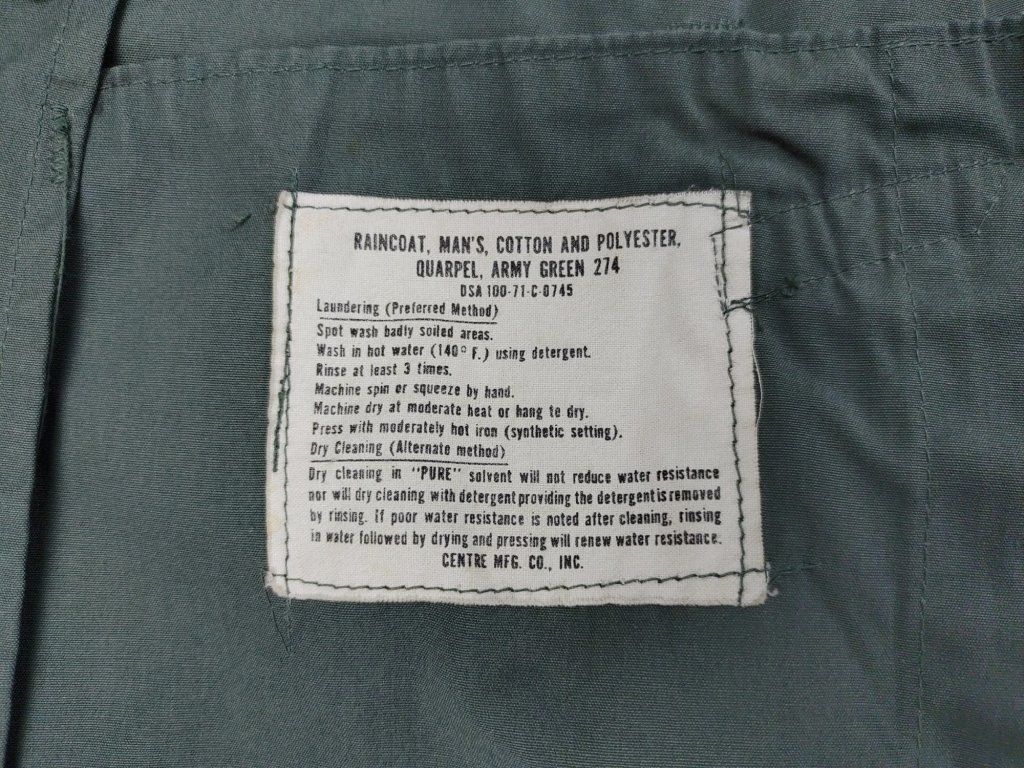 RAINCOAT, MAN'S, COTTON AND POLYESTER,
QUARPEL, ARMY GREEN 274
DSA 100-71-C-0745
Laundering (Preferred Method)
Spot wash badly soiled areas.
Wash in hot water (140° F.) using detergent.
Rinse at least 3 times.
Machine spin or squeeze by hand.
Machine dry at moderate heat or hang to dry.
Press with moderately hot iron (synthetic setting).
Dry Cleaning (Alternate method)
Dry cleaning in "PURE" solvent will not reduce water resistance
nor will dry cleaning with detergent providing the detergent is removed
by rinsing. If poor water resistance is noted after cleaning, rinsing
in water followed by drying and pressing will renew water resistance.
CENTRE MFG. CO., INC.